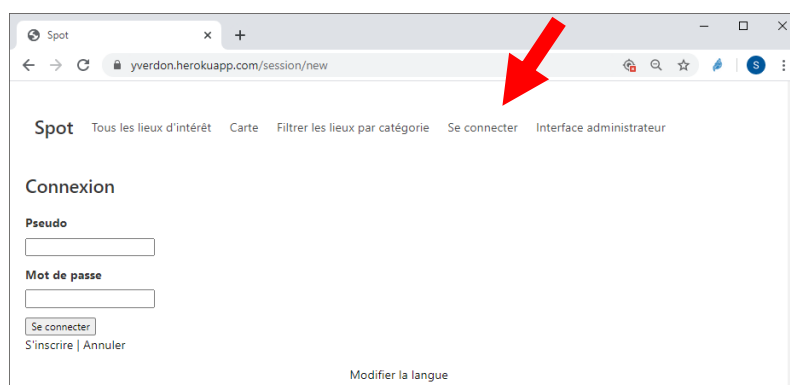 Spot
yverdon.herokuapp.com/session/new
S
Spot Tous les lieux d'intérêt Carte Filtrer les lieux par catégorie Se connecter Interface administrateur
Connexion
Pseudo
Mot de passe
Se connecter
S'inscrire | Annuler
Modifier la langue